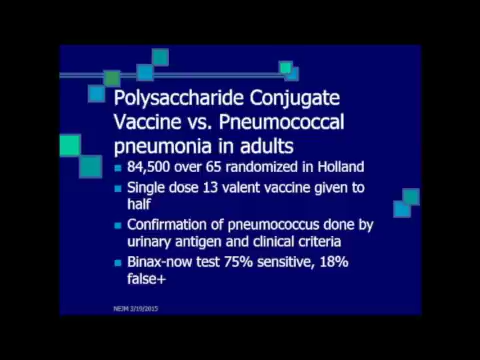 Polysaccharide Conjugate
Vaccine vs. Pneumococcal
pneumonia in adults
84,500 over 65 randomized in Holland
Single dose 13 valent vaccine given to
half
Confirmation of pneumococcus done by
urinary antigen and clinical criteria
Binax-now test 75% sensitive, 18%
false+
NEJM 3/19/2015